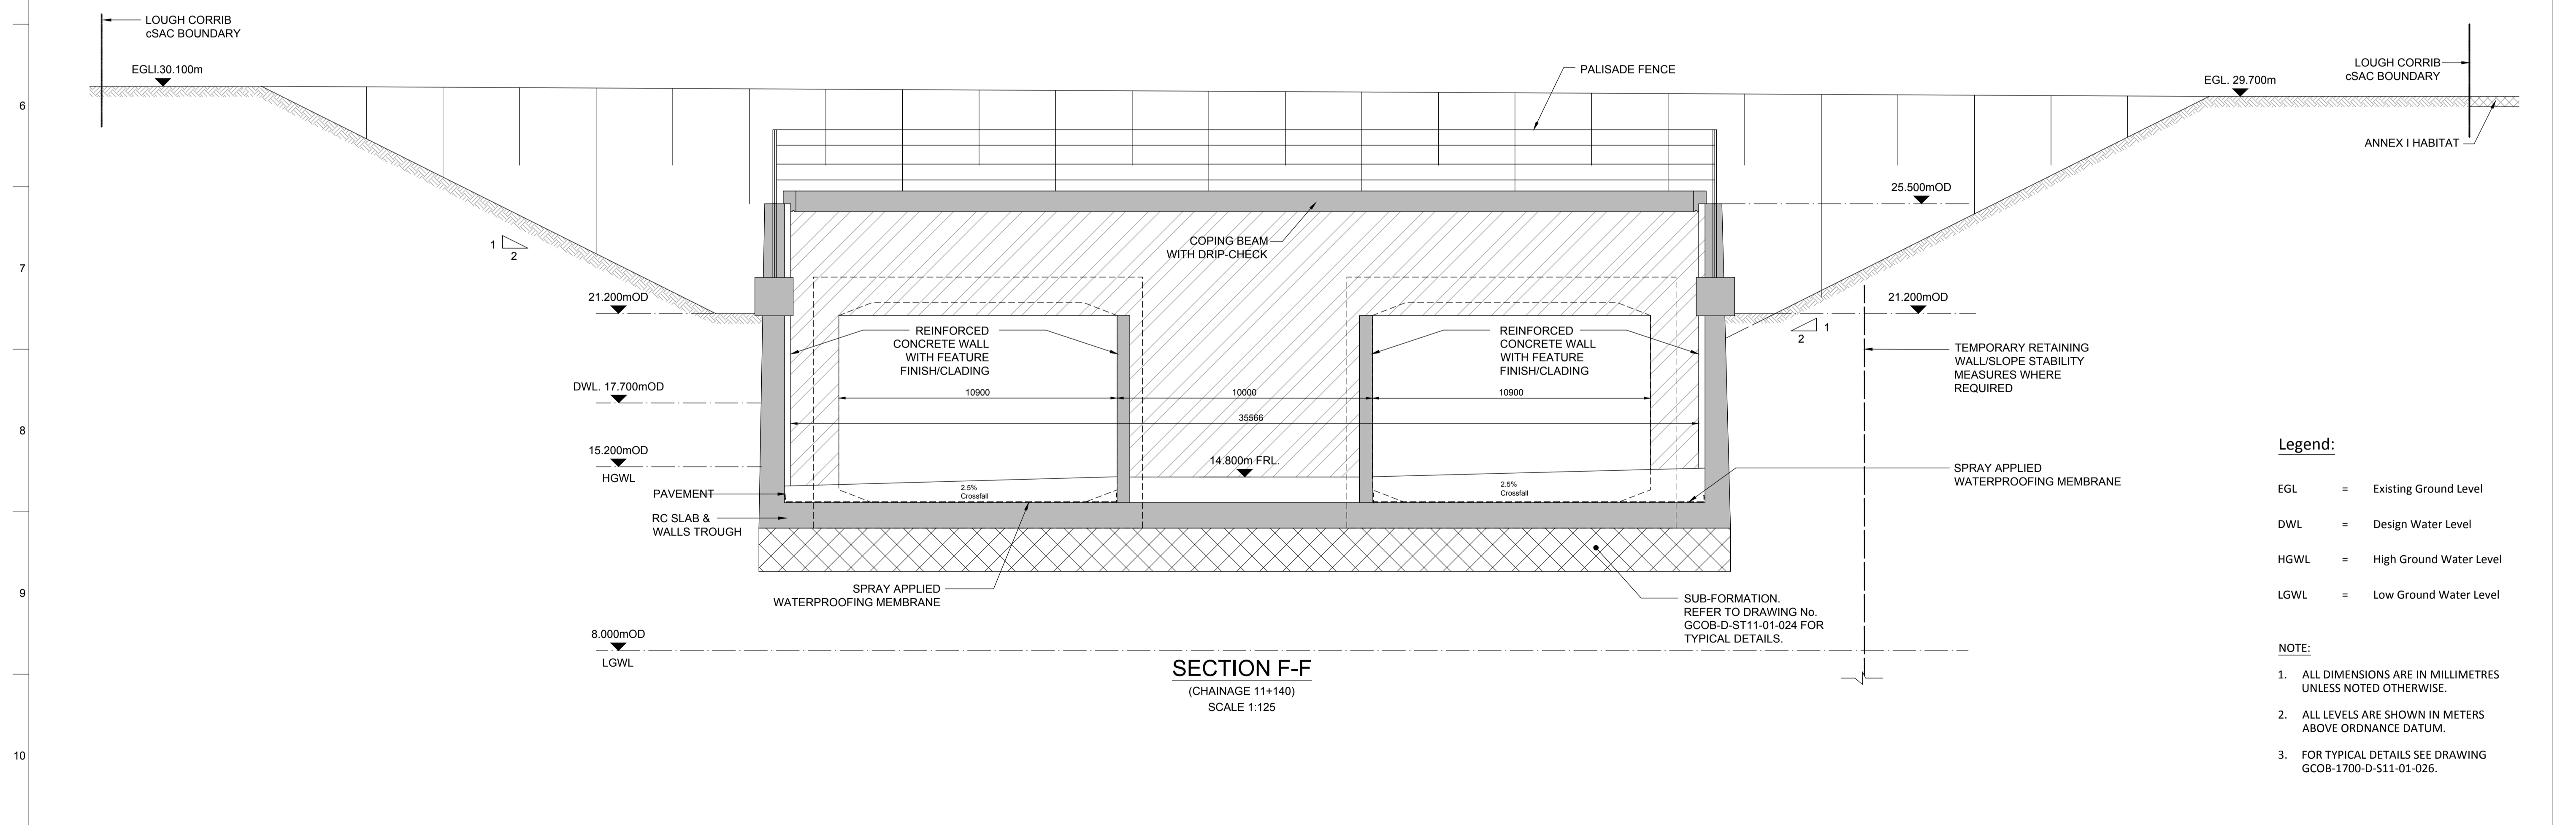 LOUGH CORRIB
cSAC BOUNDARY
EGLl.30.100m
PALISADE FENCE
LOUGH CORRIB
cSAC BOUNDARY
EGL. 29.700m
ANNEX I HABITAT
6
7
8
9
10
25.500mOD
COPING BEAM
WITH DRIP-CHECK
1
2
21.200mOD
21.200mOD
1
2
REINFORCED
CONCRETE WALL
WITH FEATURE
FINISH/CLADING
REINFORCED
CONCRETE WALL
WITH FEATURE
FINISH/CLADING
TEMPORARY RETAINING
WALL/SLOPE STABILITY
MEASURES WHERE
REQUIRED
DWL. 17.700mOD
10900
10000
10900
35566
15.200mOD
HGWL
14.800m FRL.
PAVEMENT
2.5%
Crossfall
2.5%
Crossfall
SPRAY APPLIED
WATERPROOFING MEMBRANE
RC SLAB &
WALLS TROUGH
SPRAY APPLIED
WATERPROOFING MEMBRANE
SUB-FORMATION.
REFER TO DRAWING No.
GCOB-D-ST11-01-024 FOR
TYPICAL DETAILS.
8.000mOD
LGWL
SECTION F-F
(CHAINAGE 11+140)
SCALE 1:125
Legend:
EGL = Existing Ground Level
DWL = Design Water Level
HGWL = High Ground Water Level
LGWL = Low Ground Water Level
NOTE:
1. ALL DIMENSIONS ARE IN MILLIMETRES
UNLESS NOTED OTHERWISE.
2. ALL LEVELS ARE SHOWN IN METERS
ABOVE ORDNANCE DATUM.
3. FOR TYPICAL DETAILS SEE DRAWING
GCOB-1700-D-S11-01-026.